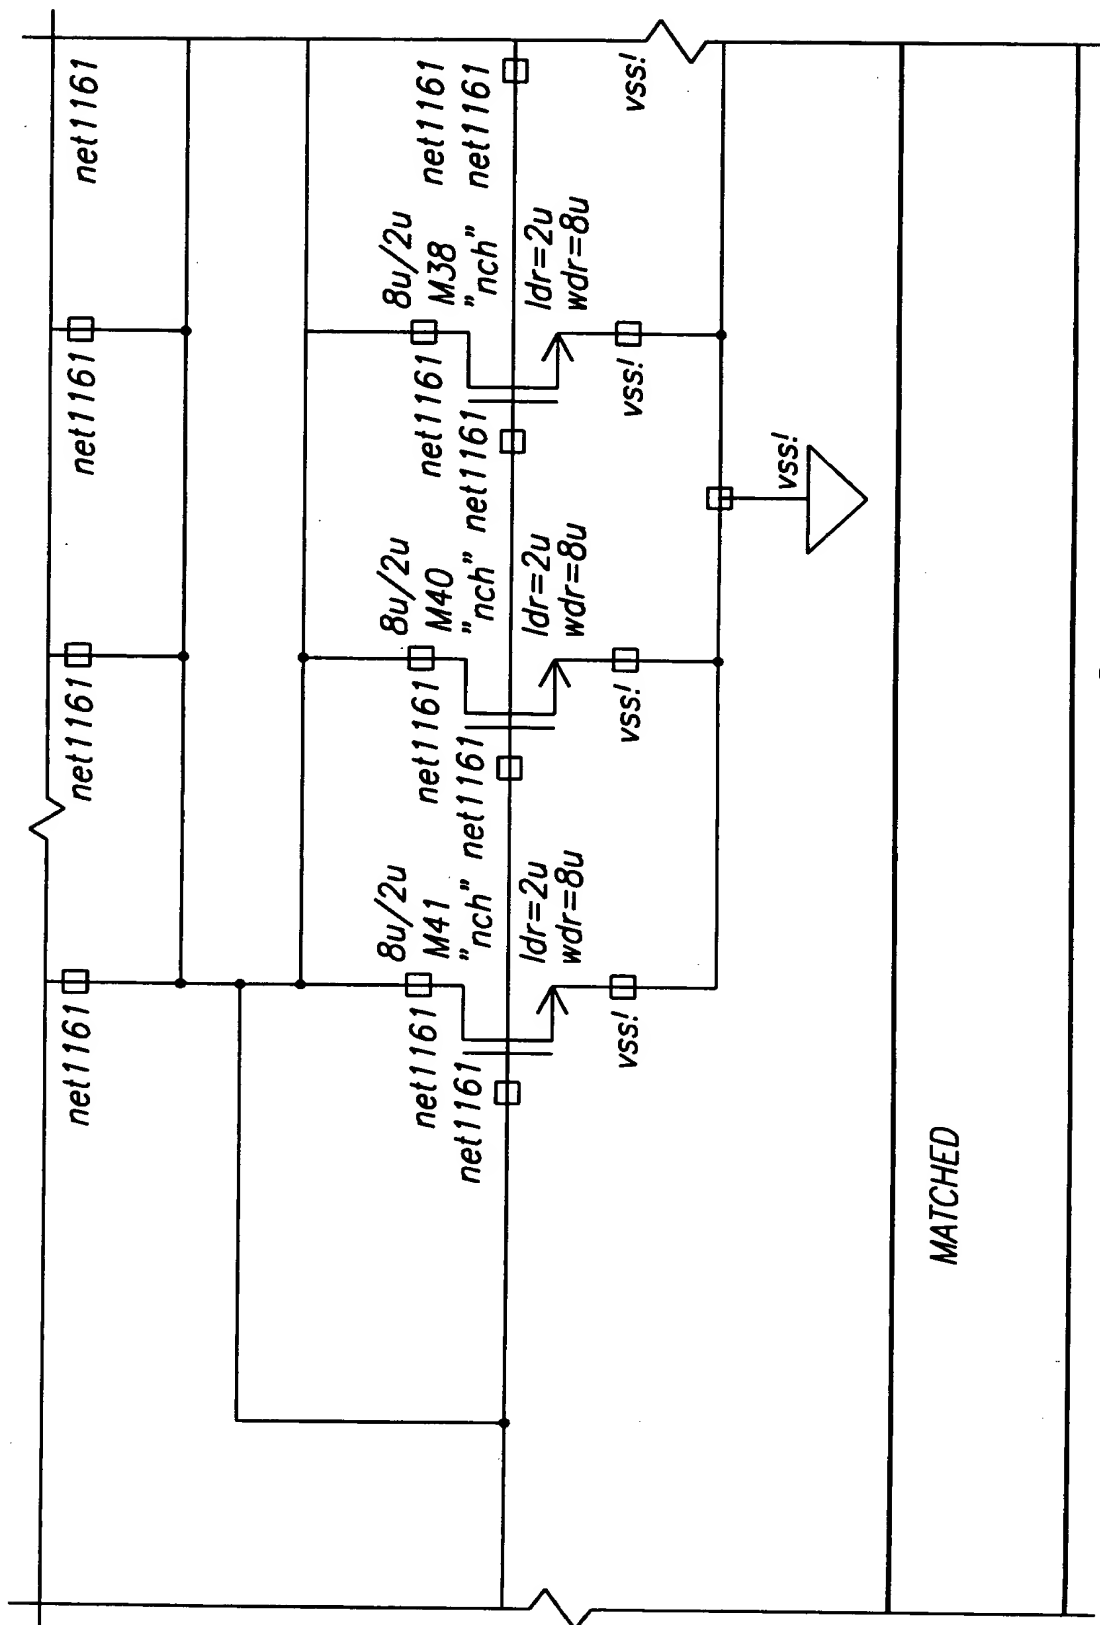 net1161
net1161
net1161
net1161
8u/2u
M41
"nch"
net1161
net1161
ldr=2u
wdr=8u
vss!
8u/2u
M40
"nch"
net1161
net1161
ldr=2u
wdr=8u
vss!
8u/2u
M38
"nch"
net1161
net1161
ldr=2u
wdr=8u
vss!
net1161
net1161
vss!
vss!
MATCHED